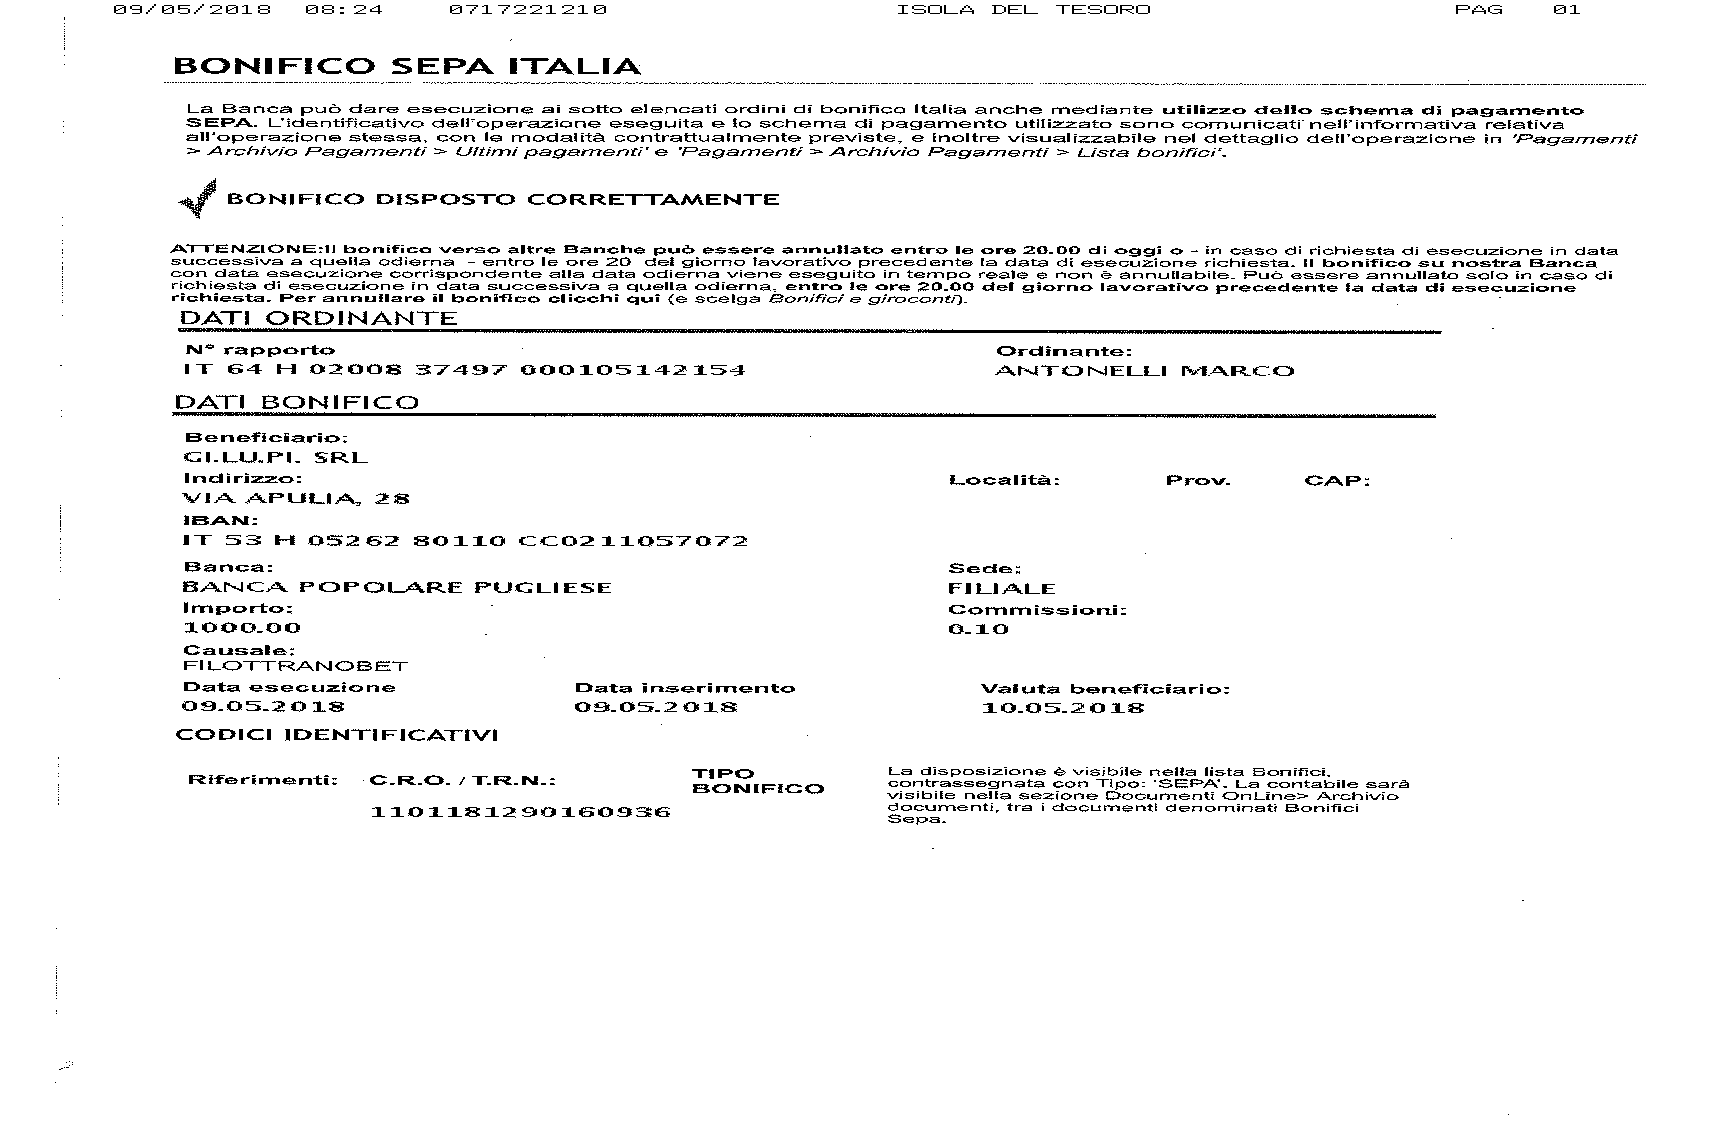 09/05/2018 08:24 0717221210 ISOLA DEL TESORO PAG 01
BONIFICO SEPA ITALIA
La Banca può dare esecuzione ai sotto elencati ordini di bonifico Italia anche mediante utilizzo dello schema di pagamento
SEPA. L'identificativo dell'operazione eseguita e lo schema di pagamento utilizzato sono comunicati nell'informativa relativa
all'operazione stessa, con le modalità contrattualmente previste, e inoltre visualizzabile nel dettaglio dell'operazione in 'Pagamenti
> Archivio Pagamenti > Ultimi pagamenti' e 'Pagamenti > Archivio Pagamenti > Lista bonifici'.
BONIFICO DISPOSTO CORRETTAMENTE
ATTENZIONE:Il bonifico verso altre Banche può essere annullato entro le ore 20.00 di oggi o - in caso di richiesta di esecuzione in data
successiva a quella odierna - entro le ore 20 del giorno lavorativo precedente la data di esecuzione richiesta. Il bonifico su nostra Banca
con data esecuzione corrispondente alla data odierna viene eseguito in tempo reale e non è annullabile. Può essere annullato solo in caso di
richiesta di esecuzione in data successiva a quella odierna, entro le ore 20.00 del giorno lavorativo precedente la data di esecuzione
richiesta. Per annullare il bonifico clicchi qui (e scelga Bonifici e giroconti).
DATI ORDINANTE
N° rapporto Ordinante:
IT 64 H 02008 37497 000105142154 ANTONELLI MARCO
DATI BONIFICO
Beneficiario:
GI.LU.PI. SRL
Indirizzo: Località: Prov. CAP:
VIA APULIA, 28
IBAN:
IT 53 H 05262 80110 CC0211057072
Banca: Sede:
BANCA POPOLARE PUGLIESE FILIALE
Importo: Commissioni:
1000.00 0.10
Causale:
FILOTTRANOBET
Data esecuzione Data inserimento Valuta beneficiario:
09.05.2018 09.05.2018 10.05.2018
CODICI IDENTIFICATIVI
Riferimenti: C.R.O. / T.R.N.: TIPO BONIFICO
1101181290160936
La disposizione è visibile nella lista Bonifici,
contrassegnata con Tipo: 'SEPA'. La contabile sarà
visibile nella sezione Documenti OnLine> Archivio
documenti, tra i documenti denominati Bonifici
Sepa.